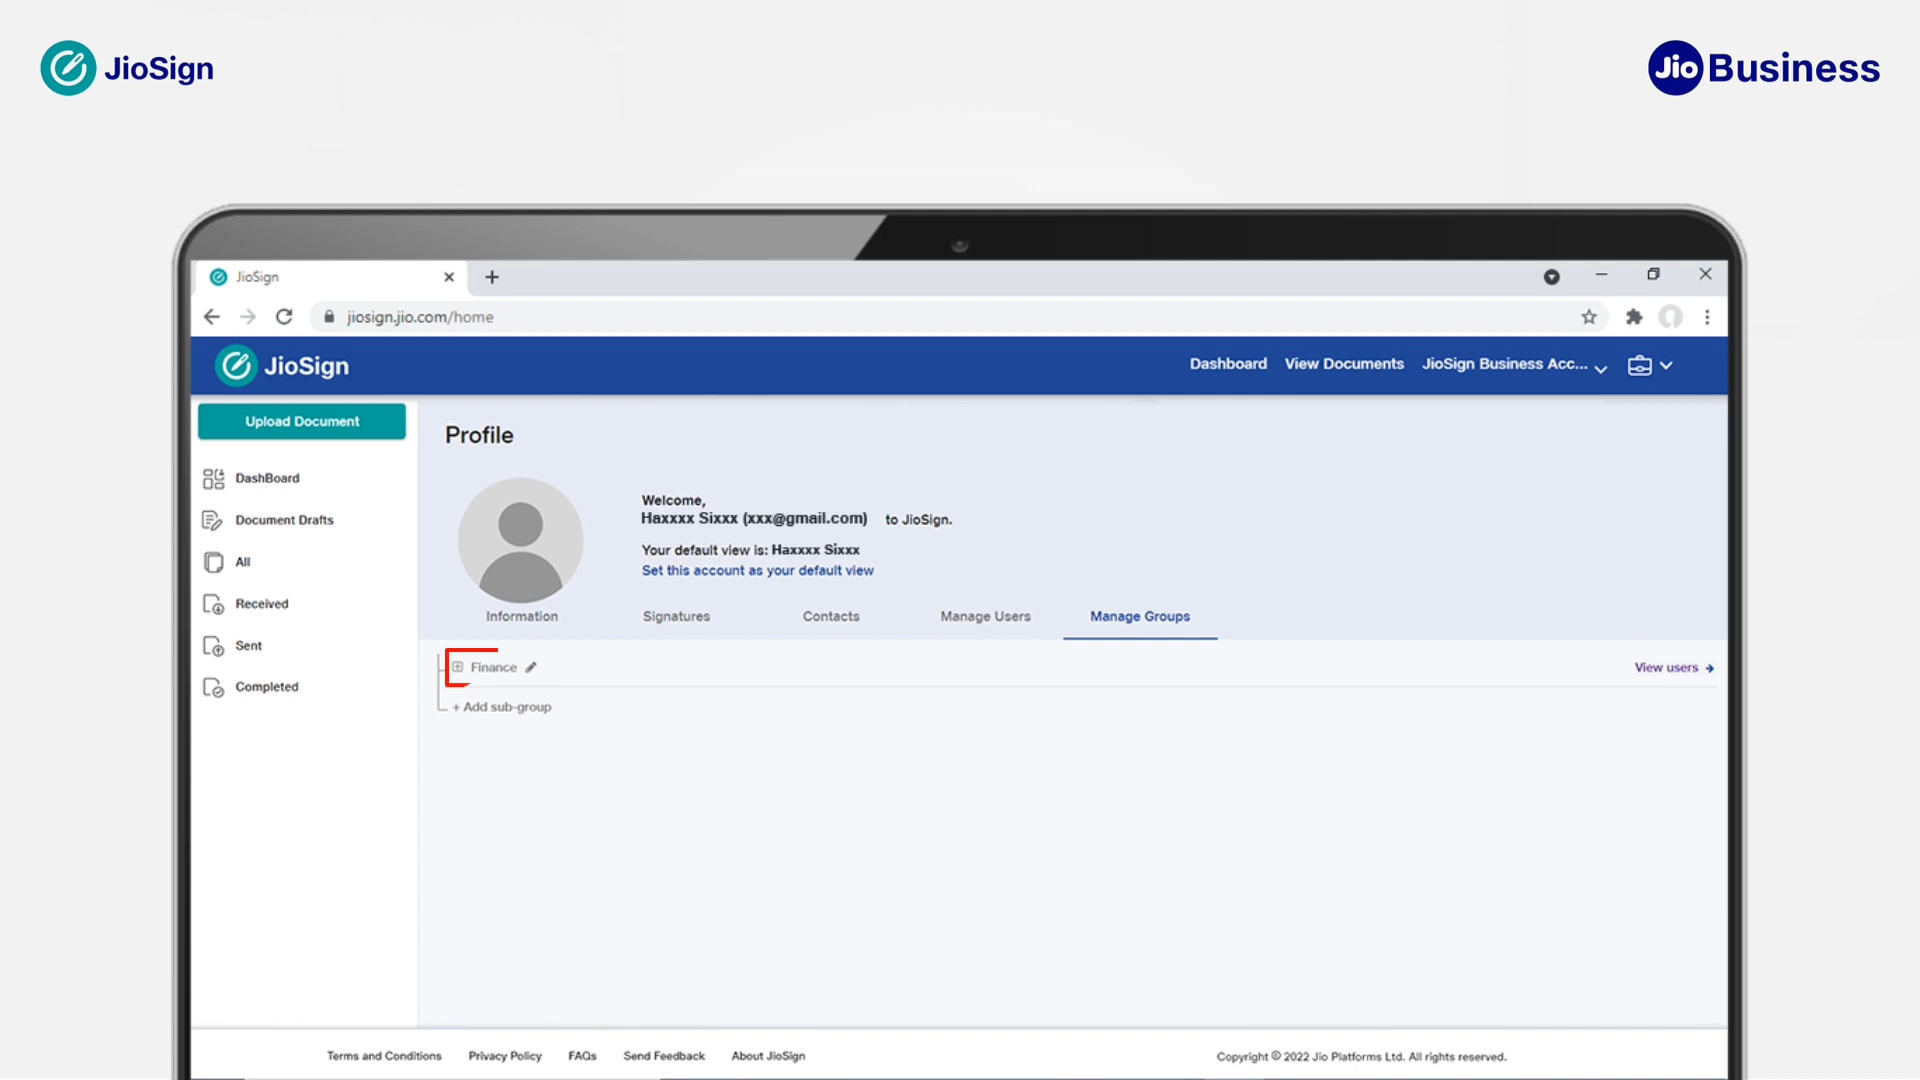 JioSign
Jio Business
JioSign
jiosign.jio.com/home
JioSign
Dashboard
View Documents
JioSign Business Acc...
Upload Document
DashBoard
Document Drafts
All
Received
Sent
Completed
Profile
Welcome,
Haxxxx Sixxx (xxx@gmail.com) to JioSign.
Your default view is: Haxxxx Sixxx
Set this account as your default view
Information
Signatures
Contacts
Manage Users
Manage Groups
Finance
View users
+ Add sub-group
Terms and Conditions
Privacy Policy
FAQs
Send Feedback
About JioSign
Copyright © 2022 Jio Platforms Ltd. All rights reserved.